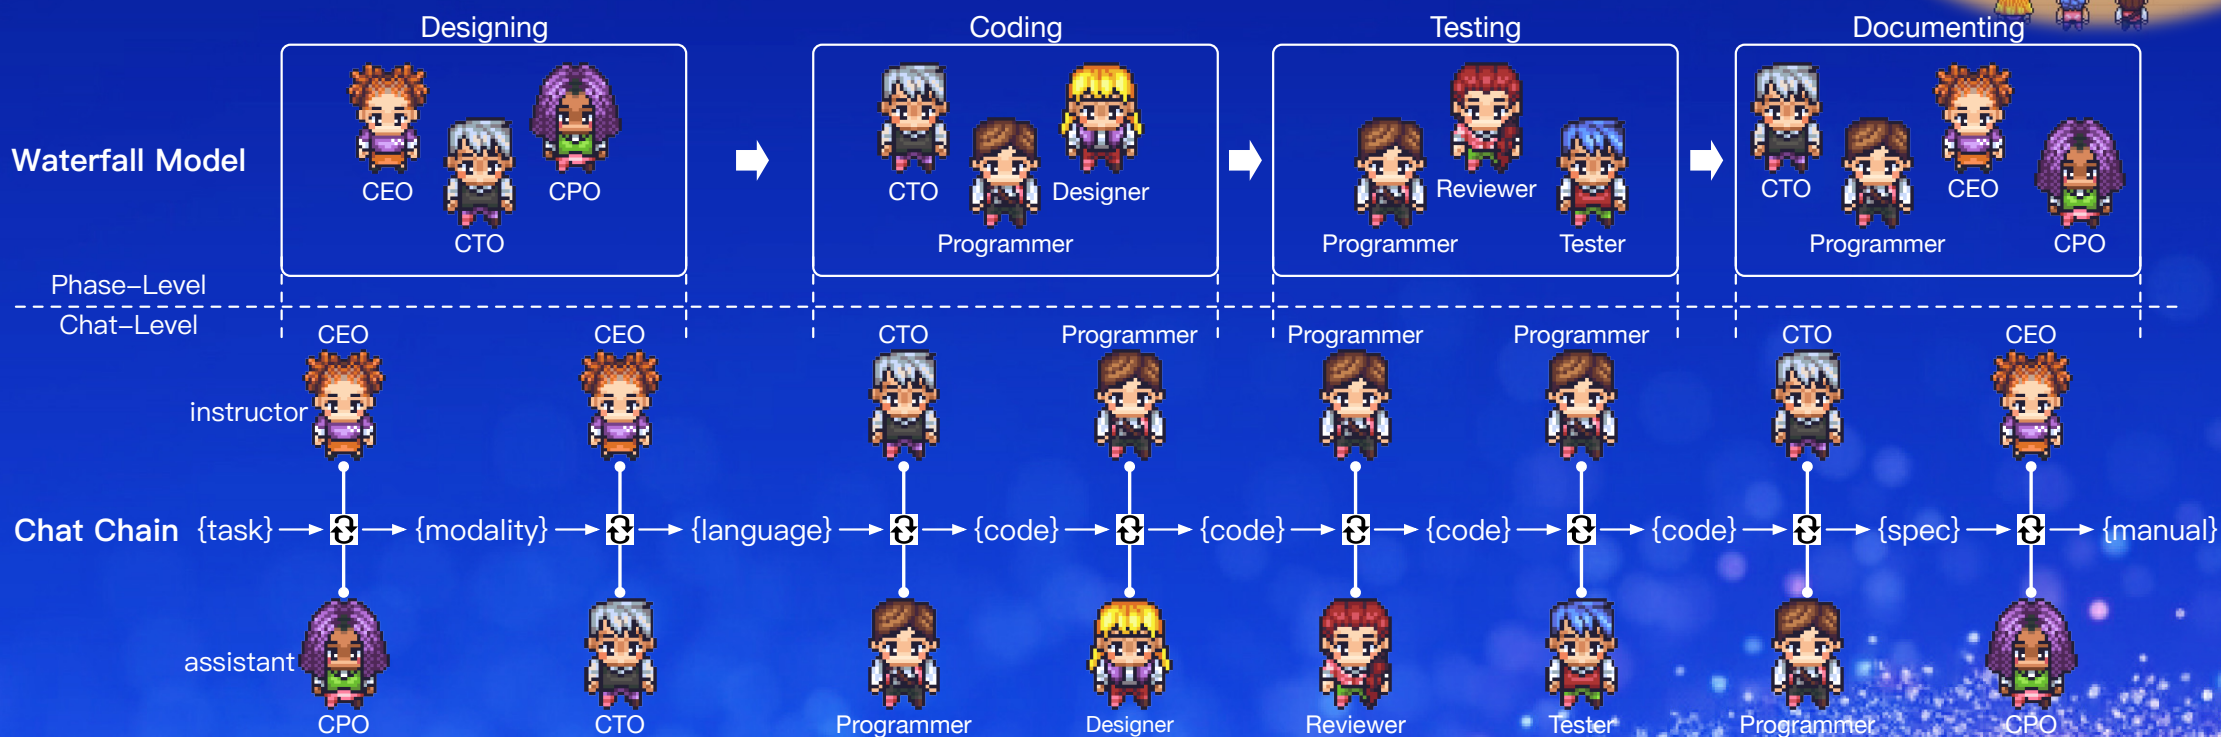 Designing
Coding
Testing
Documenting
Waterfall Model
CEO
CTO
CPO
CTO
Programmer
Designer
Programmer
Reviewer
Tester
CTO
Programmer
CEO
CPO
Phase-Level
Chat-Level
CEO
CEO
CTO
Programmer
Programmer
Programmer
CTO
CEO
instructor
Chat Chain {task} {modality} {language} {code} {code} {code} {code} {spec} {manual}
assistant
CPO
CTO
Programmer
Designer
Reviewer
Tester
Programmer
CPO